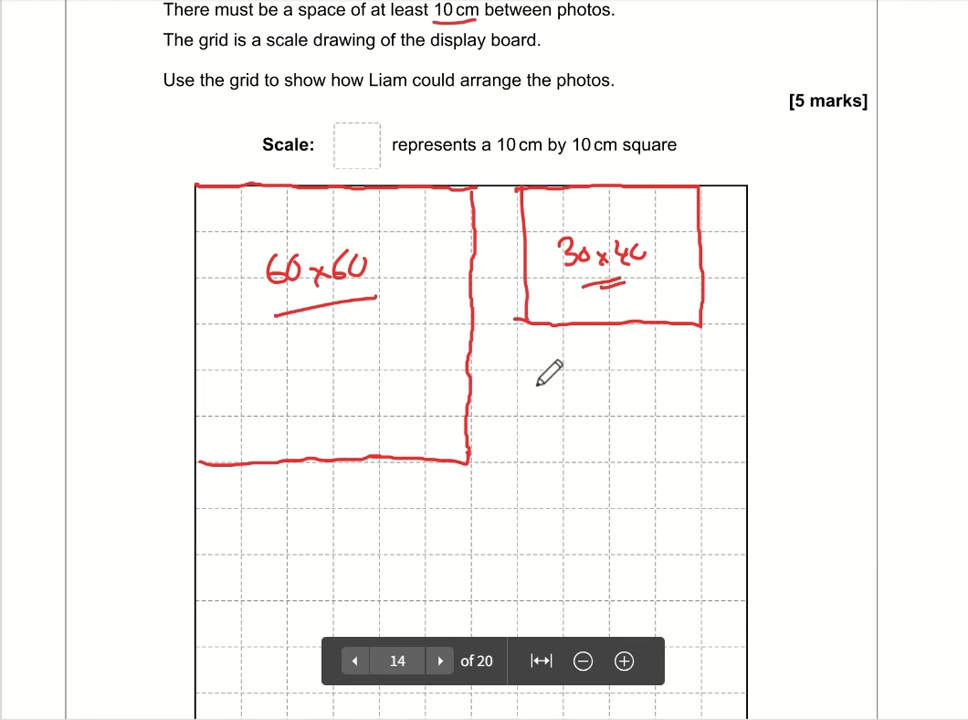 There must be a space of at least 10 cm between photos.
The grid is a scale drawing of the display board.
Use the grid to show how Liam could arrange the photos.
[5 marks]
Scale: represents a 10 cm by 10 cm square
60 x 60
30 x 40
14 of 20